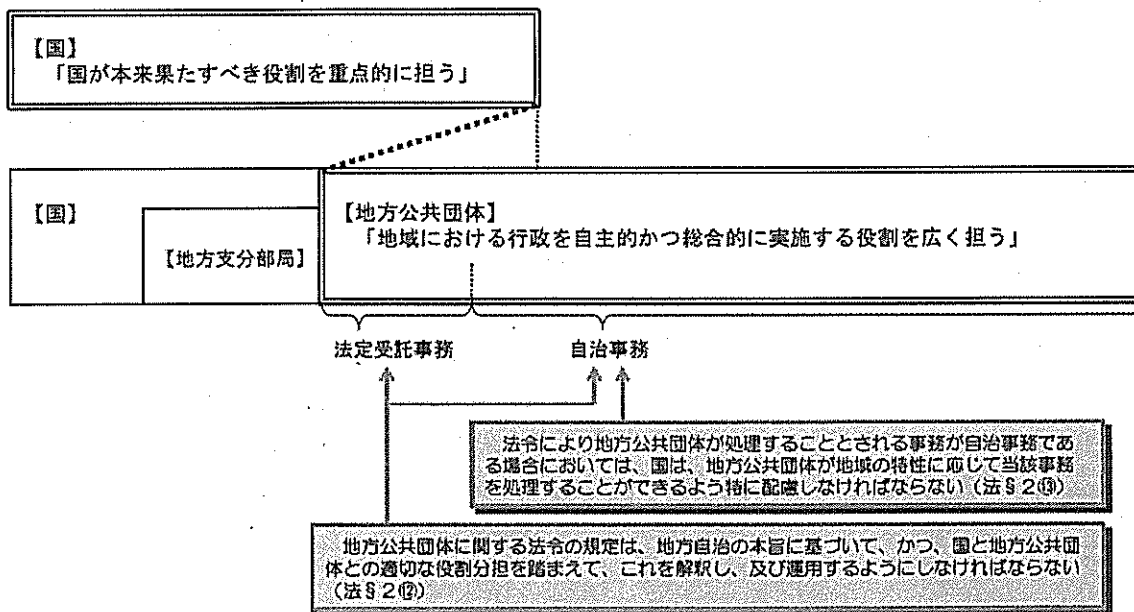 【国】
「国が本来果たすべき役割を重点的に担う」
【国】
【地方支分部局】
【地方公共団体】
「地域における行政を自主的かつ総合的に実施する役割を広く担う」
法定受託事務
自治事務
法令により地方公共団体が処理することとされる事務が自治事務であ
る場合においては、国は、地方公共団体が地域の特性に応じて当該事務
を処理することができるよう特に配慮しなければならない（法§2⑬）
地方公共団体に関する法令の規定は、地方自治の本旨に基づいて、かつ、国と地方公共団
体との適切な役割分担を踏まえて、これを解釈し、及び運用するようにしなければならない
（法§2⑫）